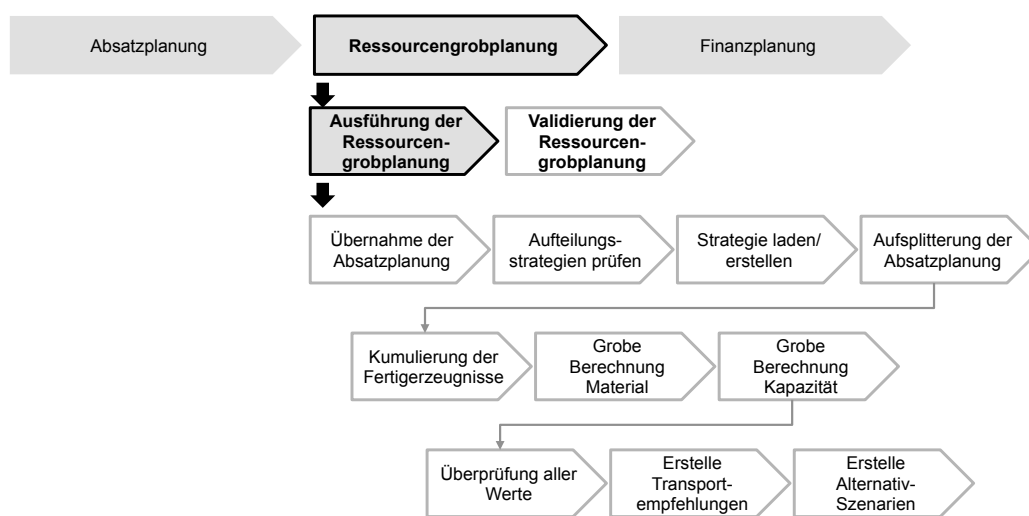 Absatzplanung
Ressourcengrobplanung
Finanzplanung
Ausführung der
Ressourcen-
grobplanung
Validierung der
Ressourcen-
grobplanung
Übernahme der
Absatzplanung
Aufteilungs-
strategien prüfen
Strategie laden/
erstellen
Aufsplitterung der
Absatzplanung
Kumulierung der
Fertigerzeugnisse
Grobe
Berechnung
Material
Grobe
Berechnung
Kapazität
Überprüfung aller
Werte
Erstelle
Transport-
empfehlungen
Erstelle
Alternativ-
Szenarien